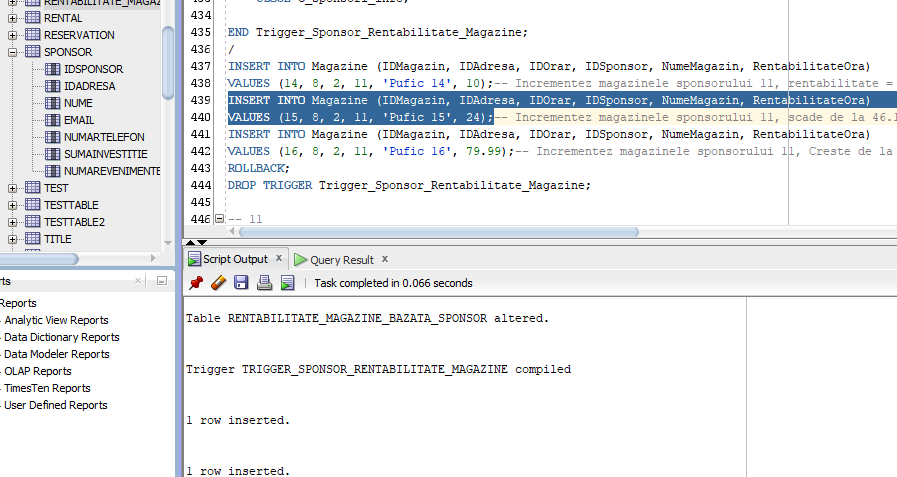 RENTABILITATE_MAGAZ
RENTAL
RESERVATION
SPONSOR
IDSPONSOR
IDADRESA
NUME
EMAIL
NUMARTELEFON
SUMAINVESTITIE
NUMAREVENIMENTE
TEST
TESTTABLE
TESTTABLE2
TITLE
rts
Reports
Analytic View Reports
Data Dictionary Reports
Data Modeler Reports
OLAP Reports
TimesTen Reports
User Defined Reports
434
435 END Trigger_Sponsor_Rentabilitate_Magazine;
436 /
437 INSERT INTO Magazine (IDMagazin, IDAdresa, IDOrar, IDSponsor, NumeMagazin, RentabilitateOra)
438 VALUES (14, 8, 2, 11, 'Pufic 14', 10);-- Incrementez magazinele sponsorului 11, rentabilitate =
439 INSERT INTO Magazine (IDMagazin, IDAdresa, IDOrar, IDSponsor, NumeMagazin, RentabilitateOra)
440 VALUES (15, 8, 2, 11, 'Pufic 15', 24);-- Incrementez magazinele sponsorului 11, scade de la 46.1
441 INSERT INTO Magazine (IDMagazin, IDAdresa, IDOrar, IDSponsor, NumeMagazin, RentabilitateOra)
442 VALUES (16, 8, 2, 11, 'Pufic 16', 79.99);-- Incrementez magazinele sponsorului 11, Creste de la
443 ROLLBACK;
444 DROP TRIGGER Trigger_Sponsor_Rentabilitate_Magazine;
445
446 -- 11
Script Output x Query Result x
Task completed in 0.066 seconds
Table RENTABILITATE_MAGAZINE_BAZATA_SPONSOR altered.
Trigger TRIGGER_SPONSOR_RENTABILITATE_MAGAZINE compiled
1 row inserted.
1 row inserted.